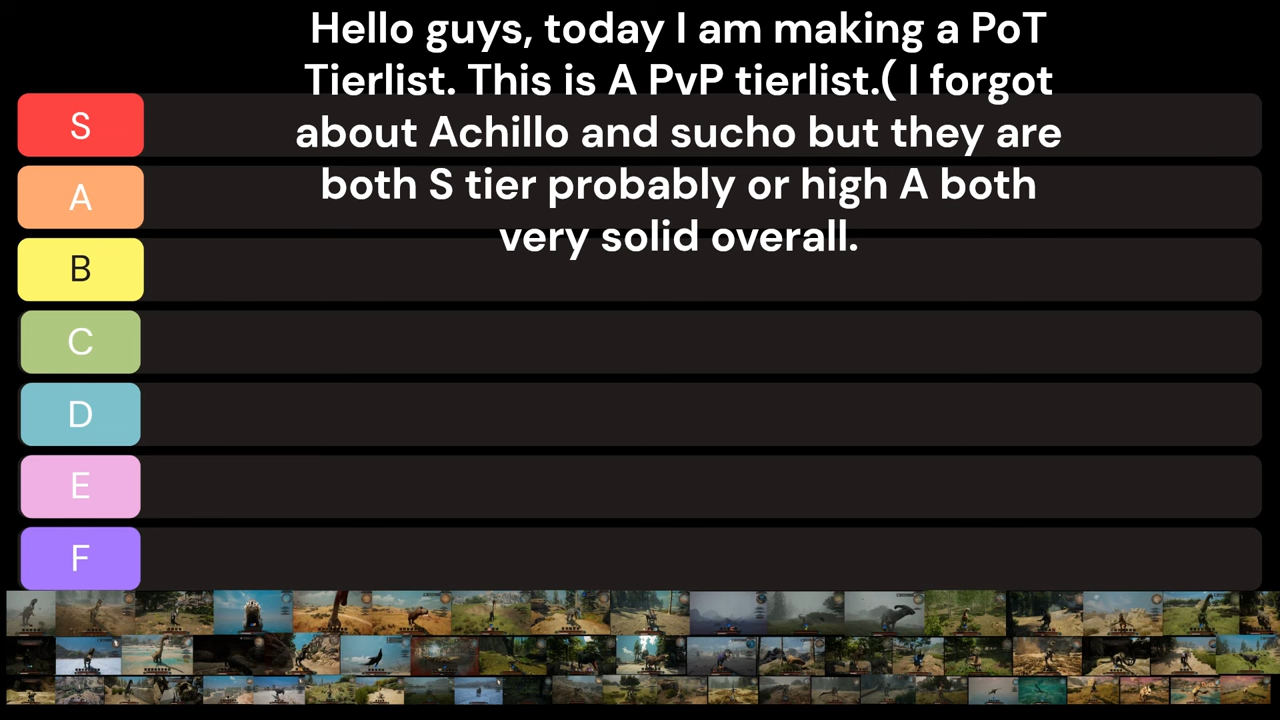 Hello guys, today I am making a PoT
Tierlist. This is A PvP tierlist.( I forgot
about Achillo and sucho but they are
both S tier probably or high A both
very solid overall.
S
A
B
C
D
E
F